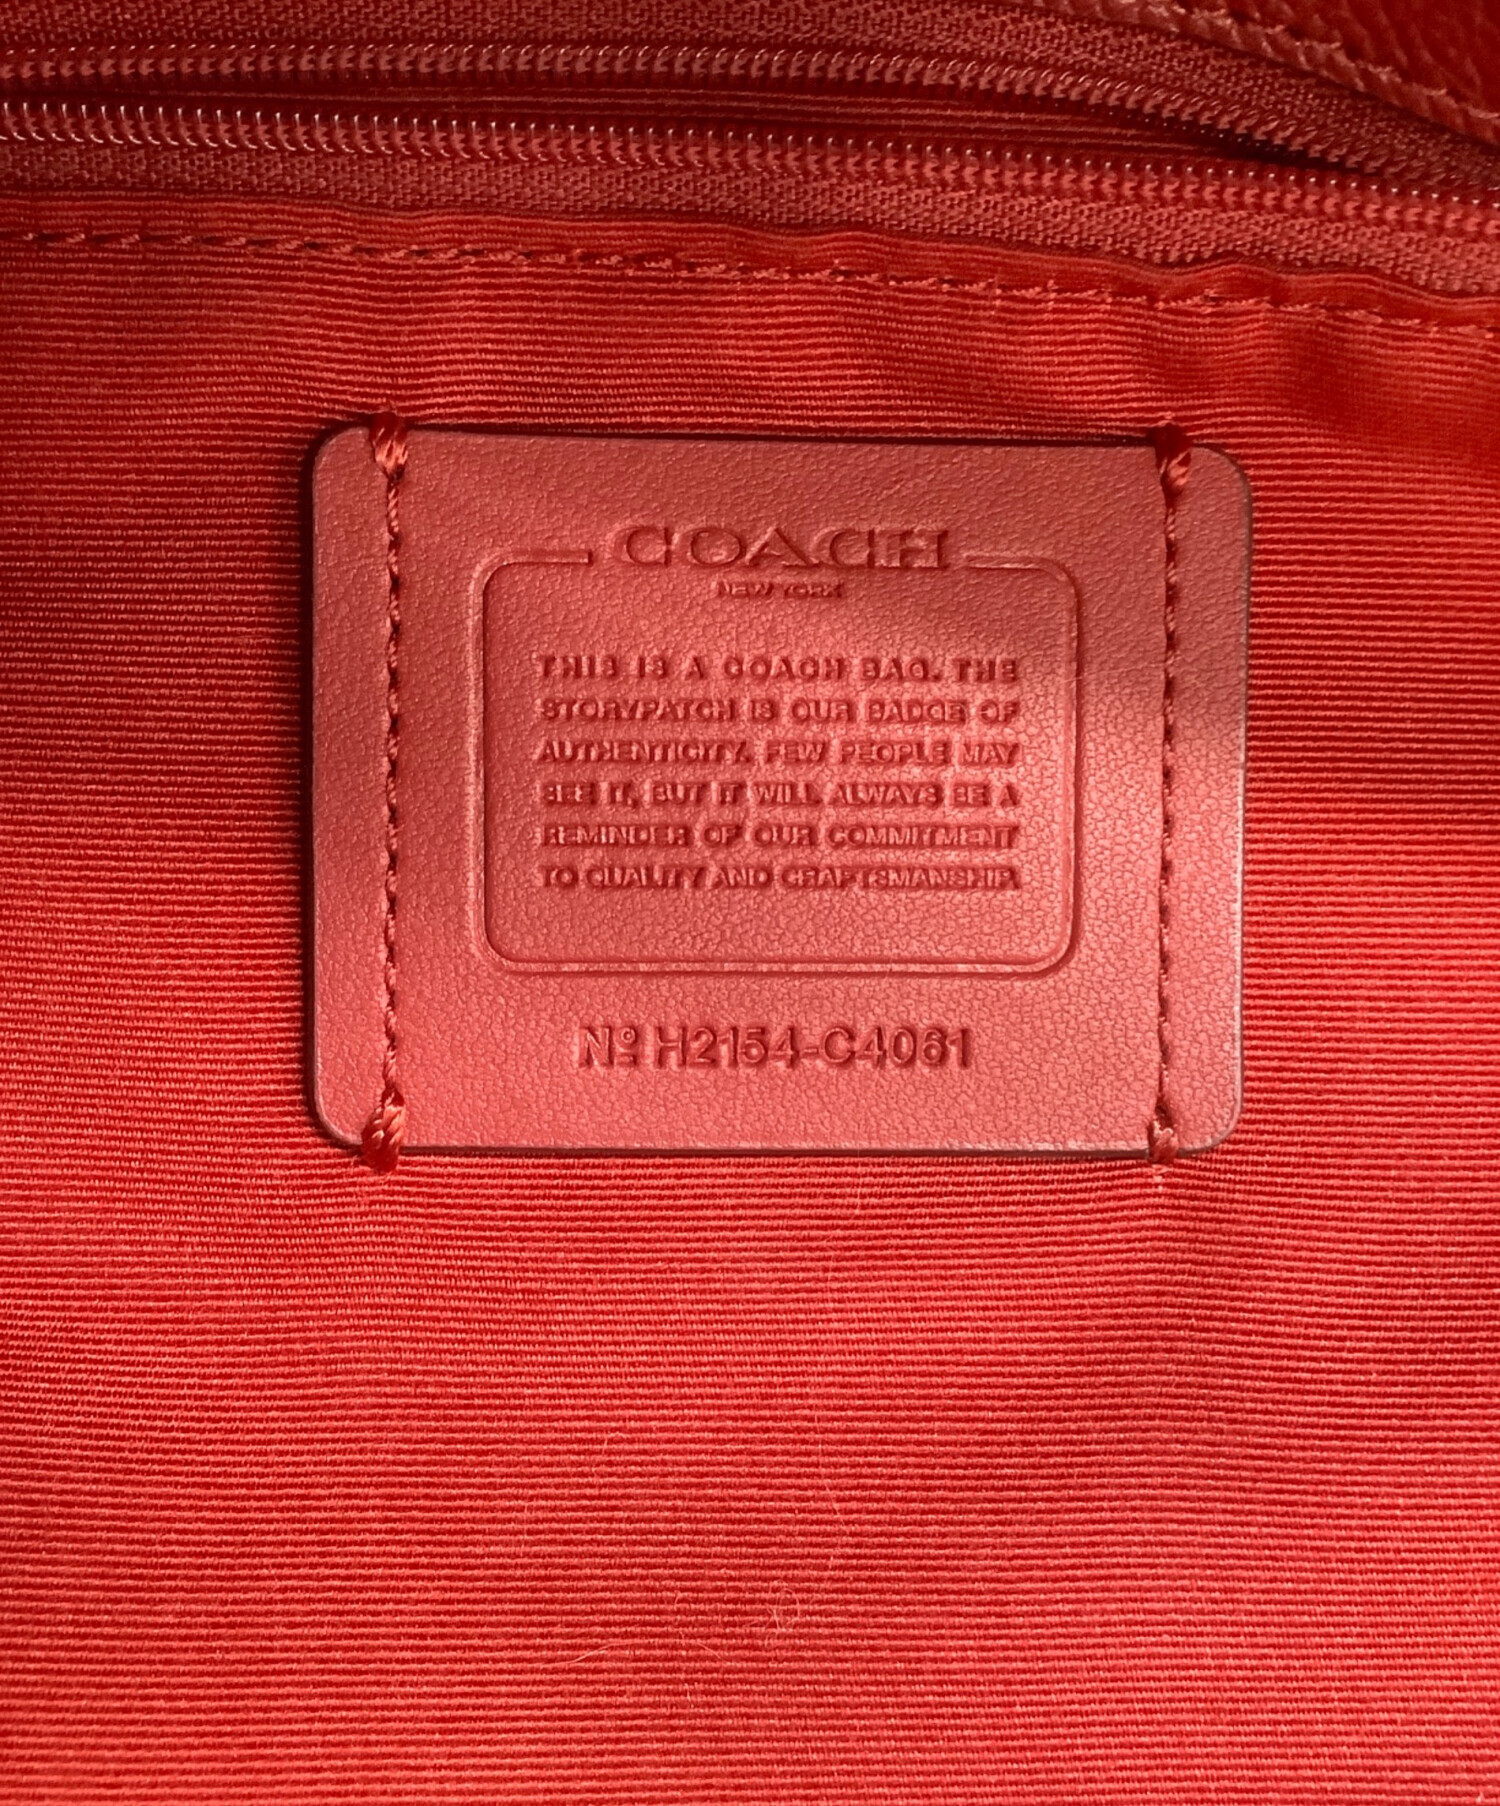 COACH
NEW YORK
THIS IS A COACH BAG. THE
STORYPATCH IS OUR BADGE OF
AUTHENTICITY. FEW PEOPLE MAY
SEE IT, BUT IT WILL ALWAYS BE A
REMINDER OF OUR COMMITMENT
TO QUALITY AND CRAFTSMANSHIP.
Nº H2154-C4061